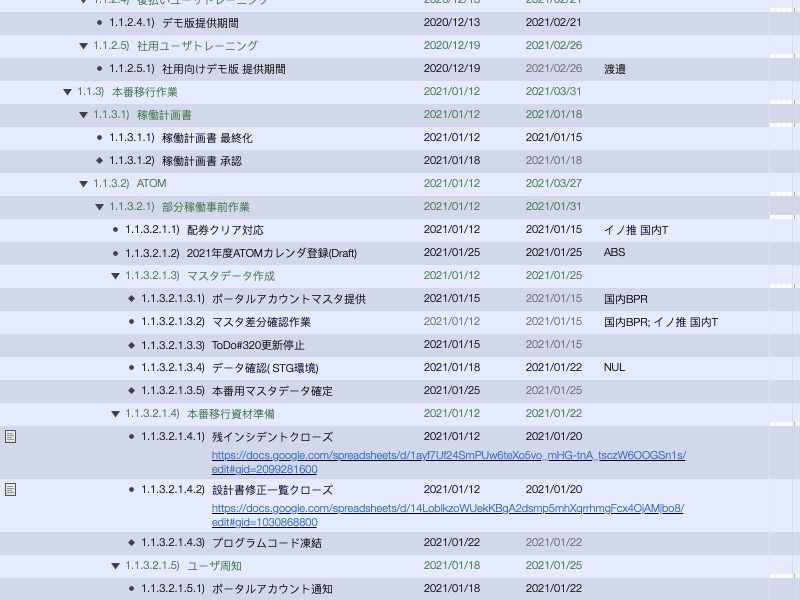 1.1.2.4) 後払いユーザトレーニング
1.1.2.4.1) デモ版提供期間 2020/12/13 2021/02/21
1.1.2.5) 社用ユーザトレーニング 2020/12/19 2021/02/26
1.1.2.5.1) 社用向けデモ版 提供期間 2020/12/19 2021/02/26 渡邉
1.1.3) 本番移行作業 2021/01/12 2021/03/31
1.1.3.1) 稼働計画書 2021/01/12 2021/01/18
1.1.3.1.1) 稼働計画書 最終化 2021/01/12 2021/01/15
1.1.3.1.2) 稼働計画書 承認 2021/01/18 2021/01/18
1.1.3.2) ATOM 2021/01/12 2021/03/27
1.1.3.2.1) 部分稼働事前作業 2021/01/12 2021/01/31
1.1.3.2.1.1) 配券クリア対応 2021/01/12 2021/01/15 イノ推 国内T
1.1.3.2.1.2) 2021年度ATOMカレンダ登録(Draft) 2021/01/25 2021/01/25 ABS
1.1.3.2.1.3) マスタデータ作成 2021/01/12 2021/01/25
1.1.3.2.1.3.1) ポータルアカウントマスタ提供 2021/01/15 2021/01/15 国内BPR
1.1.3.2.1.3.2) マスタ差分確認作業 2021/01/12 2021/01/15 国内BPR; イノ推 国内T
1.1.3.2.1.3.3) ToDo#320更新停止 2021/01/15 2021/01/15
1.1.3.2.1.3.4) データ確認( STG環境) 2021/01/18 2021/01/22 NUL
1.1.3.2.1.3.5) 本番用マスタデータ確定 2021/01/25 2021/01/25
1.1.3.2.1.4) 本番移行資材準備 2021/01/12 2021/01/22
1.1.3.2.1.4.1) 残インシデントクローズ 2021/01/12 2021/01/20
https://docs.google.com/spreadsheets/d/1ayf7Uf24SmPUw6teXo5vo_mHG-tnA_tsczW6OOGSn1s/
edit#gid=2099281600
1.1.3.2.1.4.2) 設計書修正一覧クローズ 2021/01/12 2021/01/20
https://docs.google.com/spreadsheets/d/14LoblkzoWUekKBgA2dsmp5mhXqrrhmgFcx4OjAMjbo8/
edit#gid=1030868800
1.1.3.2.1.4.3) プログラムコード凍結 2021/01/22 2021/01/22
1.1.3.2.1.5) ユーザ周知 2021/01/18 2021/01/25
1.1.3.2.1.5.1) ポータルアカウント通知 2021/01/18 2021/01/22